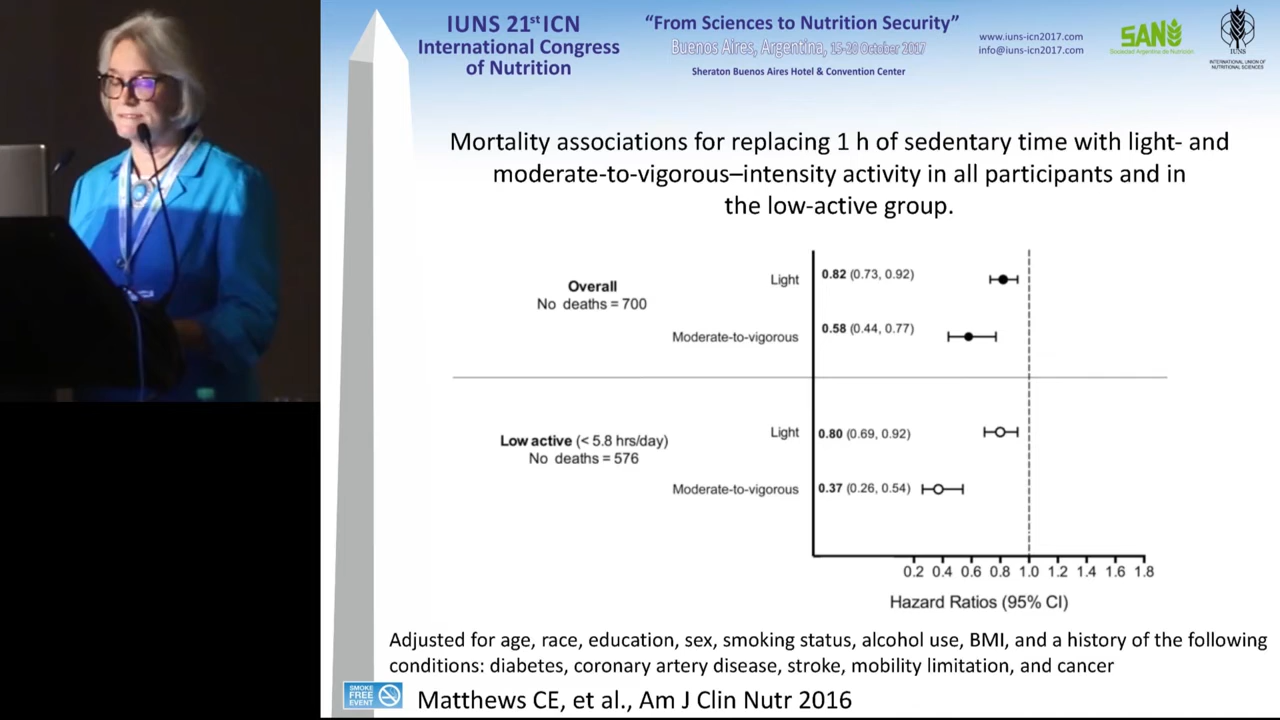 IUNS 21st ICN
International Congress
of Nutrition
“From Sciences to Nutrition Security”
Buenos Aires, Argentina, 15-20 October 2017
Sheraton Buenos Aires Hotel & Convention Center
www.iuns-icn2017.com
info@iuns-icn2017.com
SAN
Sociedad Argentina de Nutrición
IUNS
INTERNATIONAL UNION OF
NUTRITIONAL SCIENCES
Mortality associations for replacing 1 h of sedentary time with light- and
moderate-to-vigorous–intensity activity in all participants and in
the low-active group.
Overall
No deaths = 700
Light 0.82 (0.73, 0.92)
Moderate-to-vigorous 0.58 (0.44, 0.77)
Low active (< 5.8 hrs/day)
No deaths = 576
Light 0.80 (0.69, 0.92)
Moderate-to-vigorous 0.37 (0.26, 0.54)
0.2 0.4 0.6 0.8 1.0 1.2 1.4 1.6 1.8
Hazard Ratios (95% CI)
Adjusted for age, race, education, sex, smoking status, alcohol use, BMI, and a history of the following
conditions: diabetes, coronary artery disease, stroke, mobility limitation, and cancer
SMOKE
FREE
EVENT
Matthews CE, et al., Am J Clin Nutr 2016